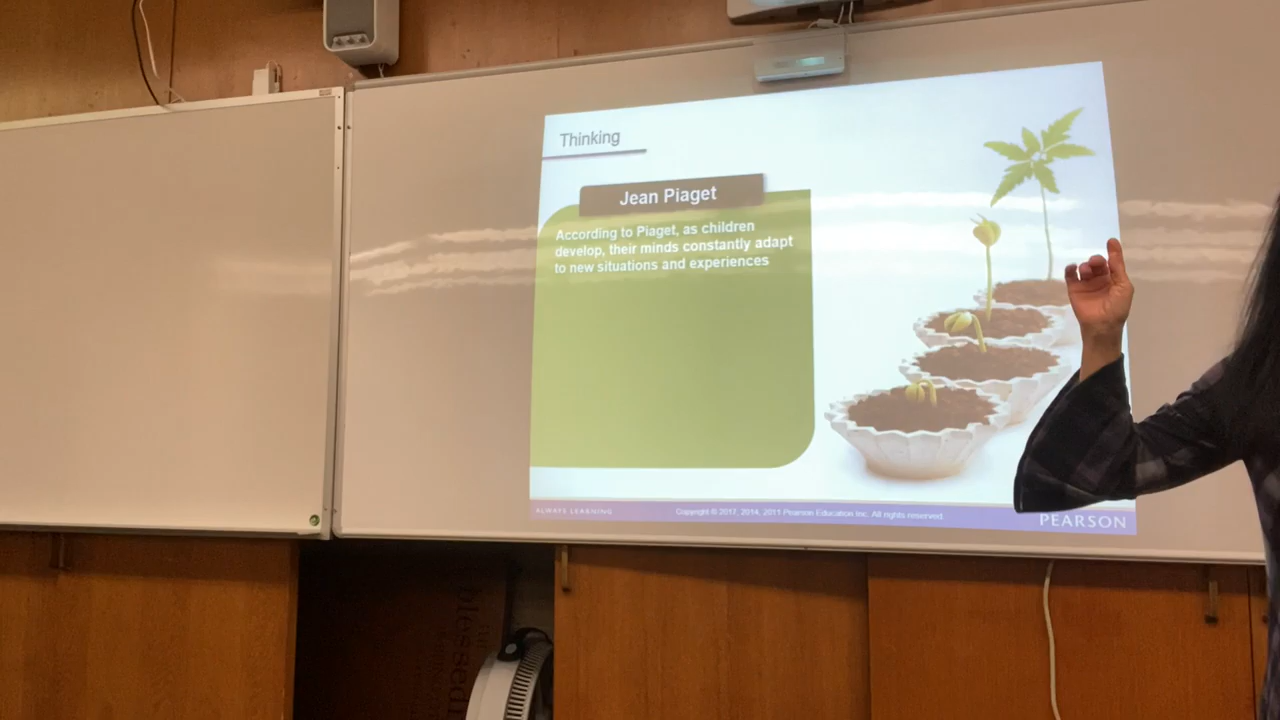 Thinking
Jean Piaget
According to Piaget, as children
develop, their minds constantly adapt
to new situations and experiences
ALWAYS LEARNING
Copyright © 2017, 2014, 2011 Pearson Education Inc. All rights reserved.
PEARSON
blessed